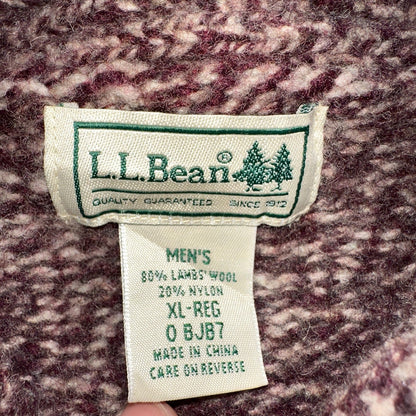 L.L.Bean®
QUALITY GUARANTEED SINCE 1912
MEN'S
80% LAMBS' WOOL
20% NYLON
XL-REG
0 BJB7
MADE IN CHINA
CARE ON REVERSE